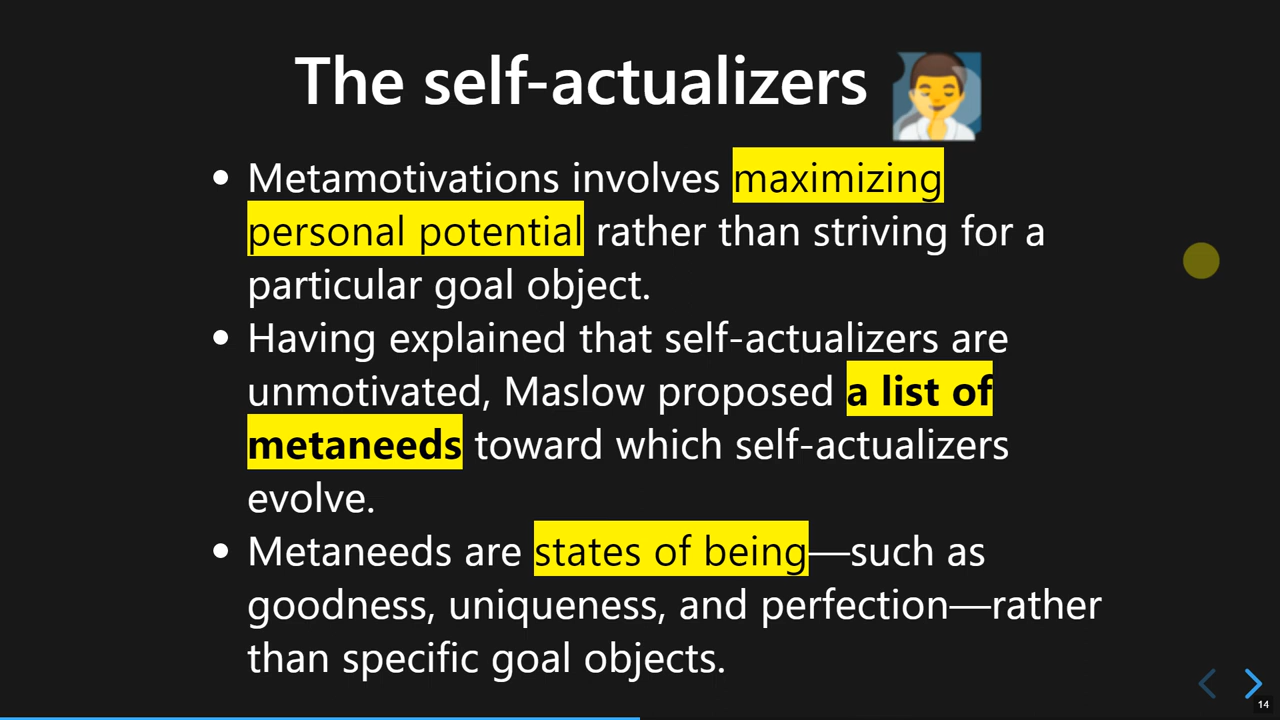 The self-actualizers
• Metamotivations involves maximizing
personal potential rather than striving for a
particular goal object.
• Having explained that self-actualizers are
unmotivated, Maslow proposed a list of
metaneeds toward which self-actualizers
evolve.
• Metaneeds are states of being—such as
goodness, uniqueness, and perfection—rather
than specific goal objects.
14